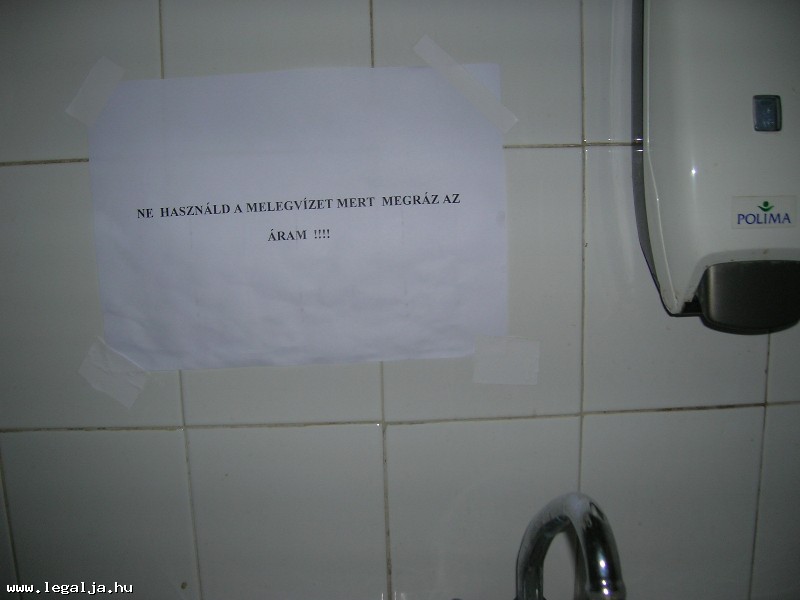 NE HASZNÁLD A MELEGVÍZET MERT MEGRÁZ AZ
ÁRAM !!!!
POLIMA
www.legalja.hu